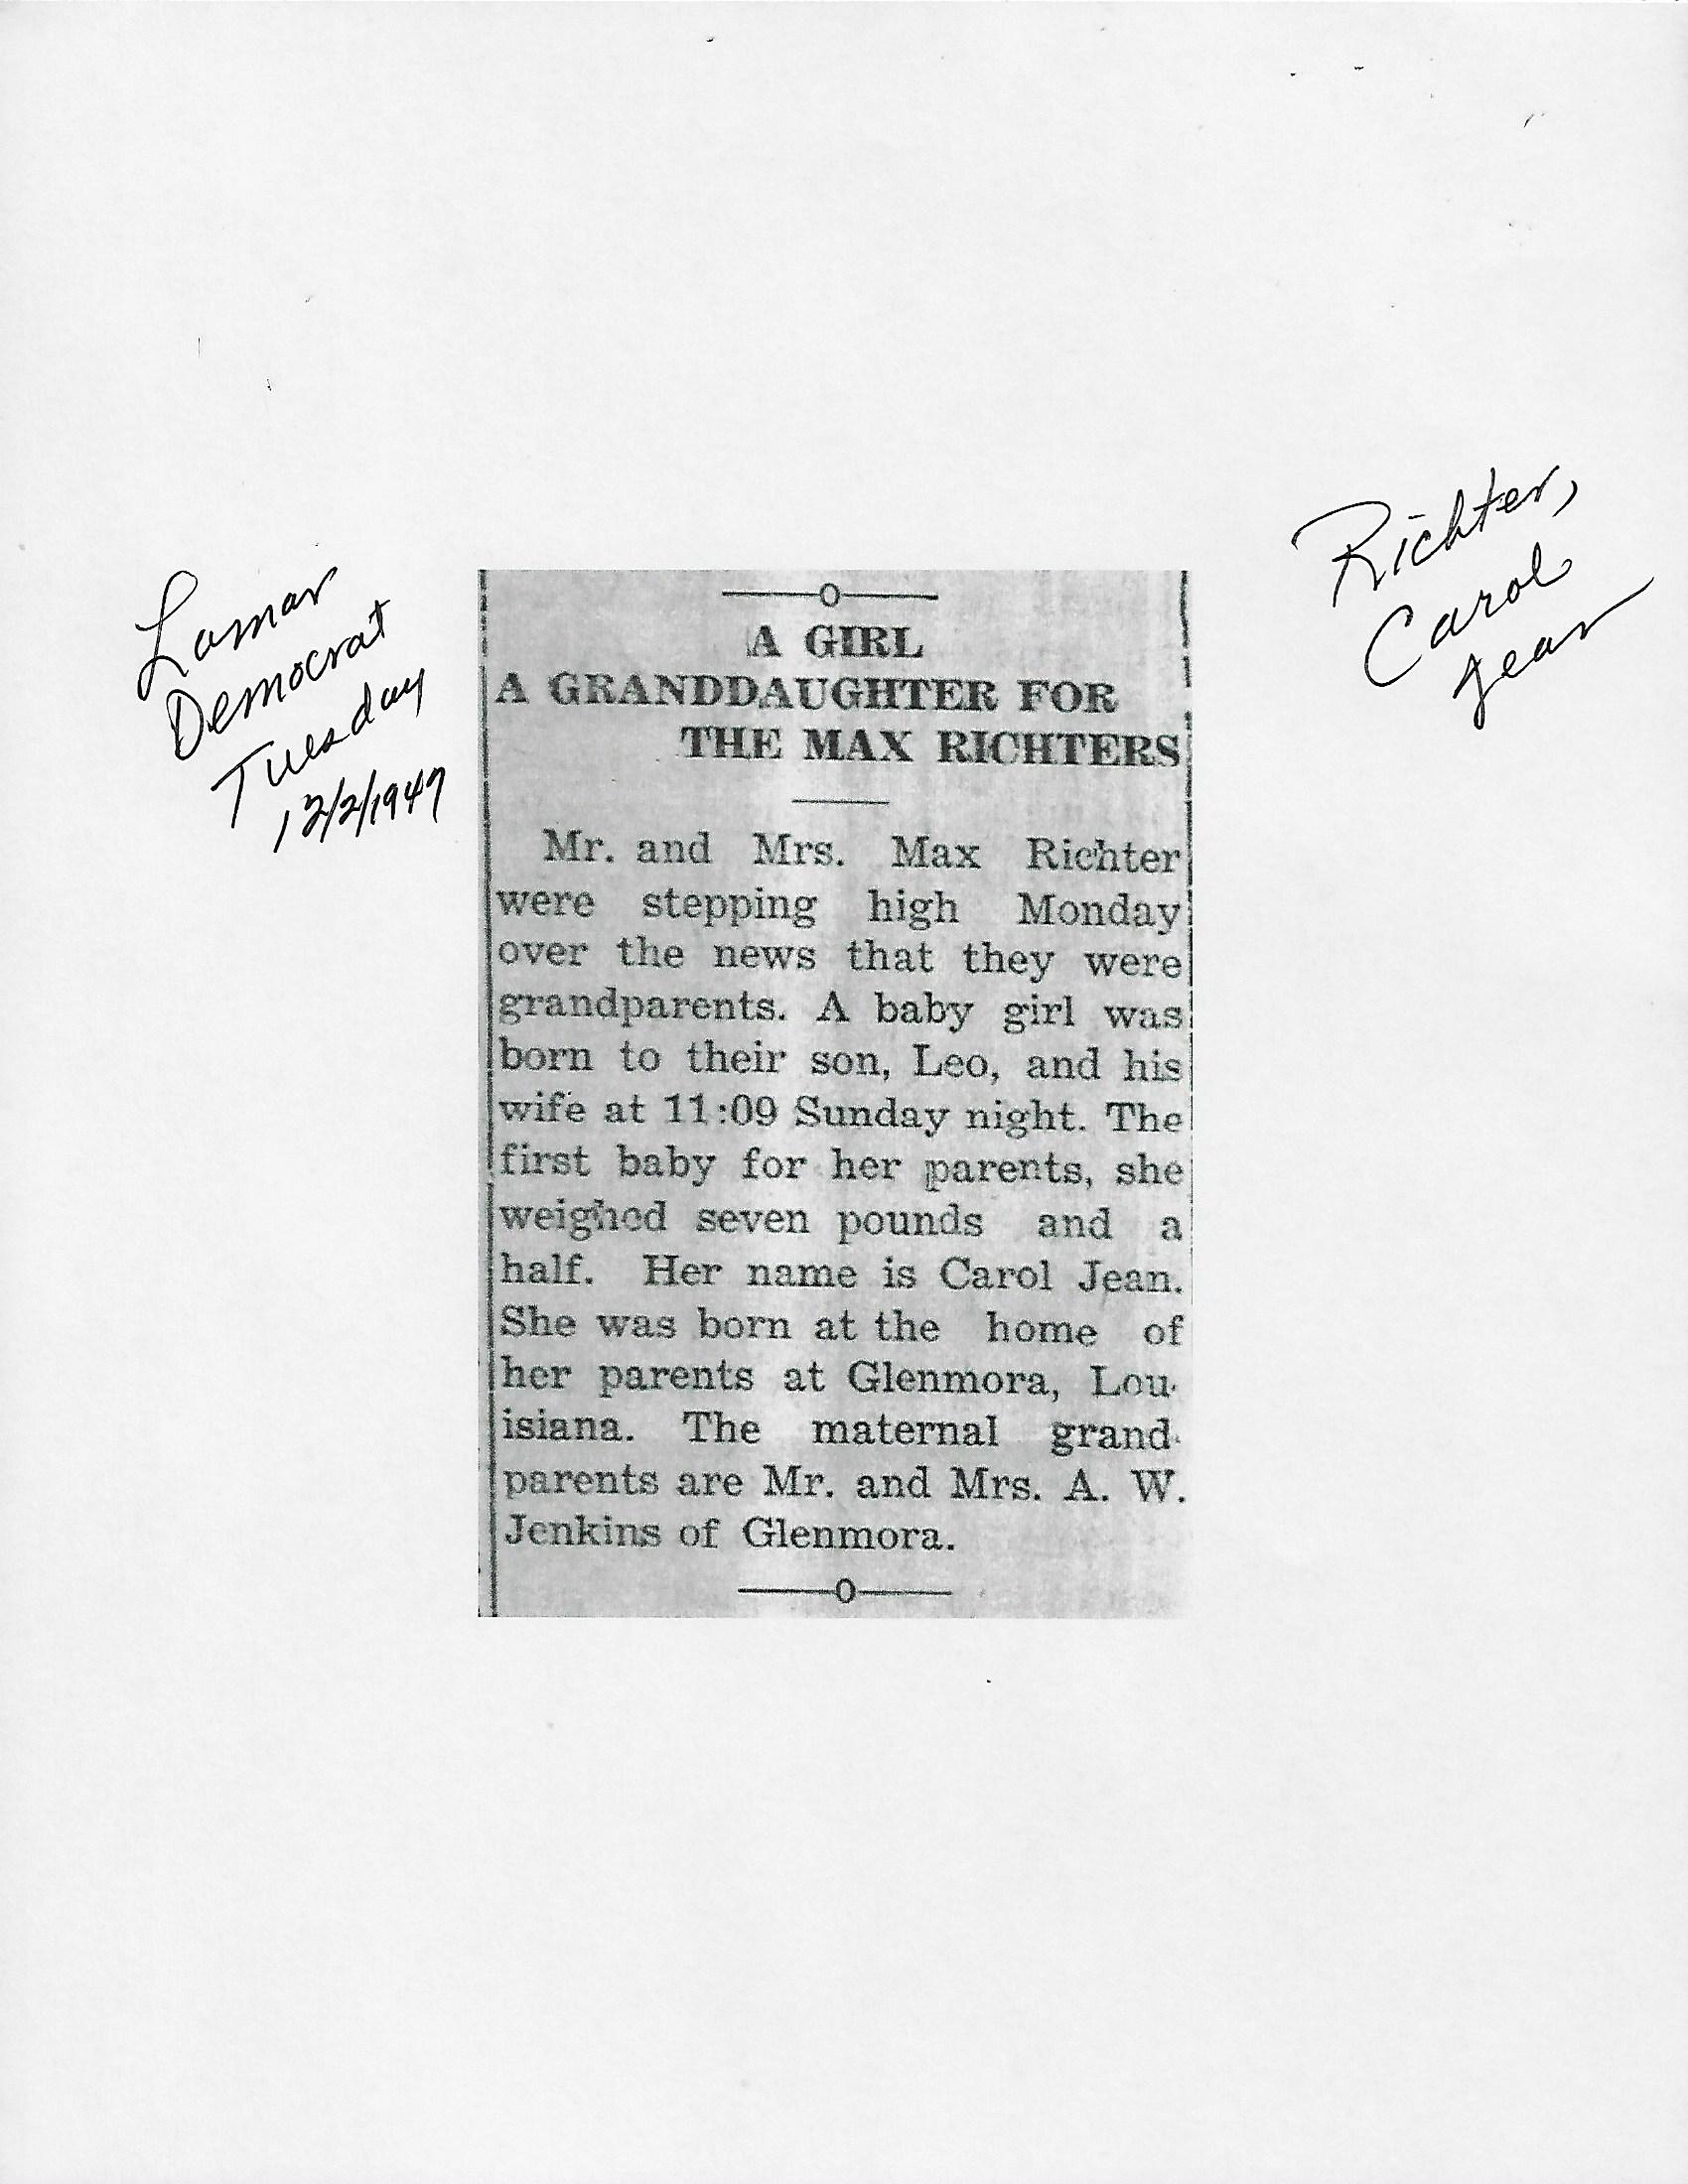 Richter,
Carol
Jean
Lamar
Democrat
Tuesday
12/2/1947
A GIRL
A GRANDDAUGHTER FOR
THE MAX RICHTERS
Mr. and Mrs. Max Richter
were stepping high Monday
over the news that they were
grandparents. A baby girl was
born to their son, Leo, and his
wife at 11:09 Sunday night. The
first baby for her parents, she
weighed seven pounds and a
half. Her name is Carol Jean.
She was born at the home of
her parents at Glenmora, Lou-
isiana. The maternal grand-
parents are Mr. and Mrs. A. W.
Jenkins of Glenmora.